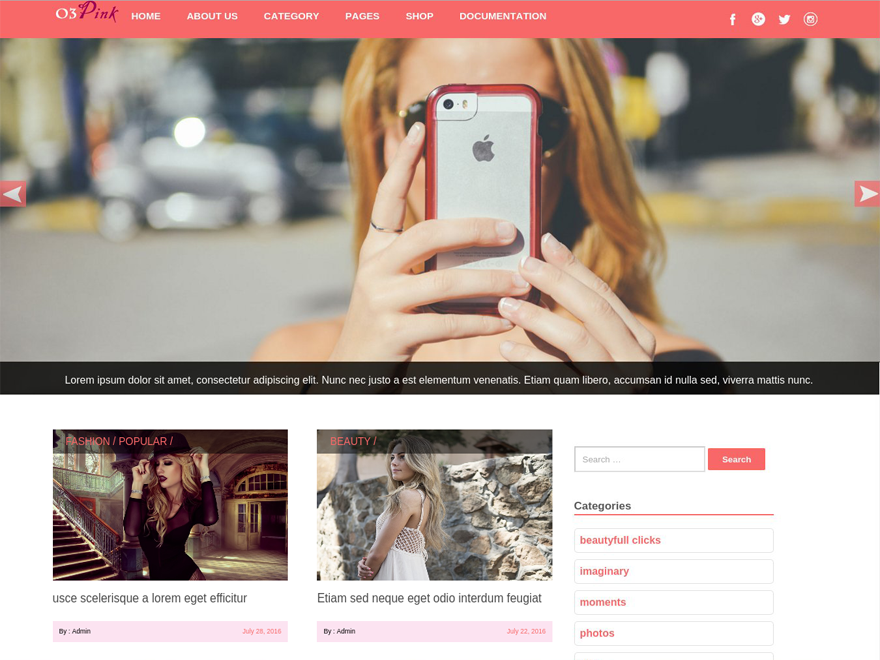 O3Pink HOME ABOUT US CATEGORY PAGES SHOP DOCUMENTATION
Lorem ipsum dolor sit amet, consectetur adipiscing elit. Nunc nec justo a est elementum venenatis. Etiam quam libero, accumsan id nulla sed, viverra mattis nunc.
FASHION / POPULAR /
usce scelerisque a lorem eget efficitur
By : Admin July 28, 2016
BEAUTY /
Etiam sed neque eget odio interdum feugiat
By : Admin July 22, 2016
Search … Search
Categories
beautyfull clicks
imaginary
moments
photos